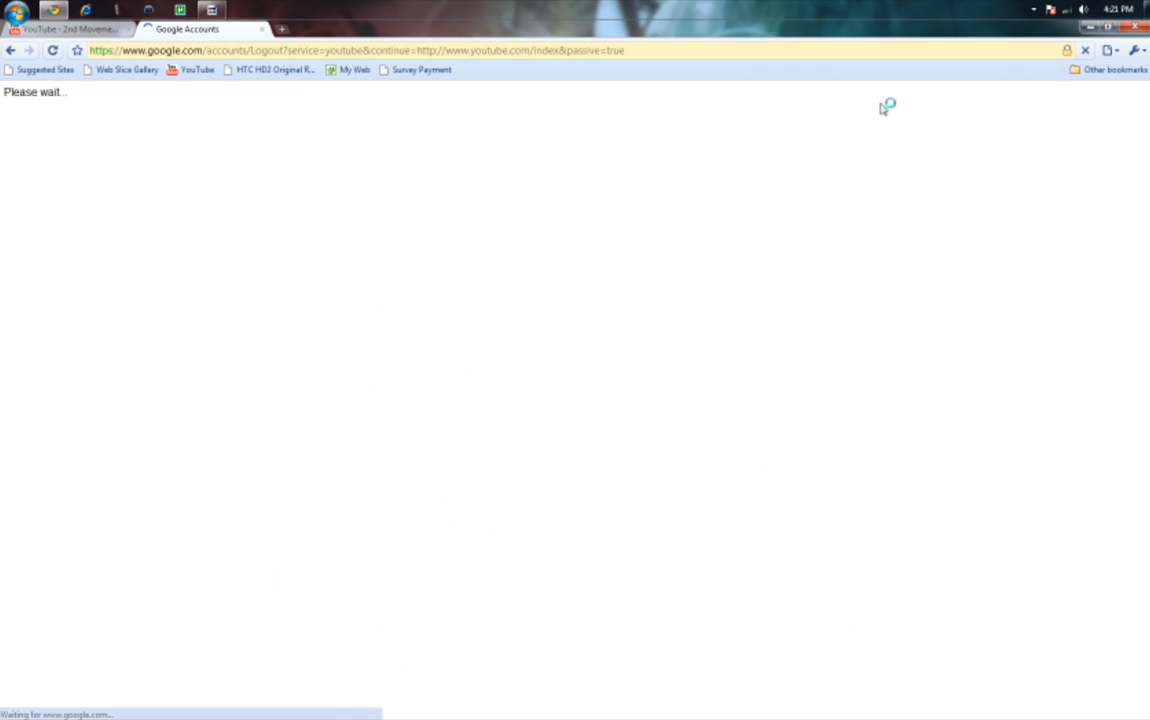 4:21 PM
YouTube - 2nd Moveme...
Google Accounts
https://www.google.com/accounts/Logout?service=youtube&continue=http://www.youtube.com/index&passive=true
Suggested Sites Web Slice Gallery YouTube HTC HD2 Original R... My Web Survey Payment Other bookmarks
Please wait...
Waiting for www.google.com...